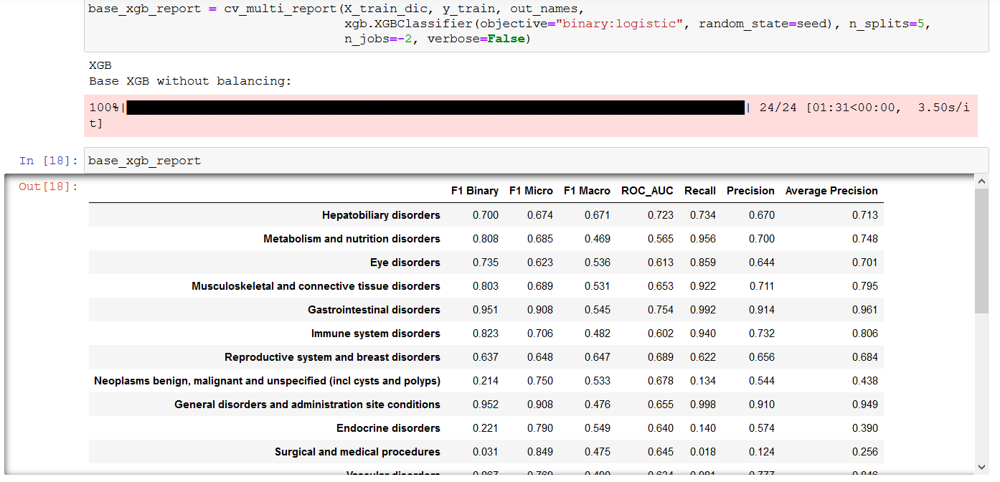 base_xgb_report = cv_multi_report(X_train_dic, y_train, out_names,
xgb.XGBClassifier(objective="binary:logistic", random_state=seed), n_splits=5,
n_jobs=-2, verbose=False)
XGB
Base XGB without balancing:
100%| | 24/24 [01:31<00:00, 3.50s/i
t]
In [18]: base_xgb_report
Out[18]:
F1 Binary F1 Micro F1 Macro ROC_AUC Recall Precision Average Precision
Hepatobiliary disorders 0.700 0.674 0.671 0.723 0.734 0.670 0.713
Metabolism and nutrition disorders 0.808 0.685 0.469 0.565 0.956 0.700 0.748
Eye disorders 0.735 0.623 0.536 0.613 0.859 0.644 0.701
Musculoskeletal and connective tissue disorders 0.803 0.689 0.531 0.653 0.922 0.711 0.795
Gastrointestinal disorders 0.951 0.908 0.545 0.754 0.992 0.914 0.961
Immune system disorders 0.823 0.706 0.482 0.602 0.940 0.732 0.806
Reproductive system and breast disorders 0.637 0.648 0.647 0.689 0.622 0.656 0.684
Neoplasms benign, malignant and unspecified (incl cysts and polyps) 0.214 0.750 0.533 0.678 0.134 0.544 0.438
General disorders and administration site conditions 0.952 0.908 0.476 0.655 0.998 0.910 0.949
Endocrine disorders 0.221 0.790 0.549 0.640 0.140 0.574 0.390
Surgical and medical procedures 0.031 0.849 0.475 0.645 0.018 0.124 0.256
Vascular disorders